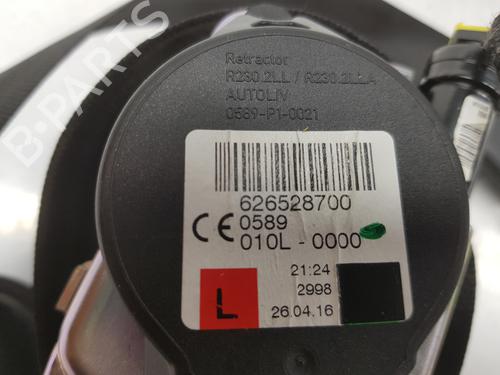 B-PARTS
Retractor
R230.2LL / R230.2LLA
AUTOLIV
0589-P1-0021
626528700
CE 0589
010L-0000
L
21:24
2998
26.04.16